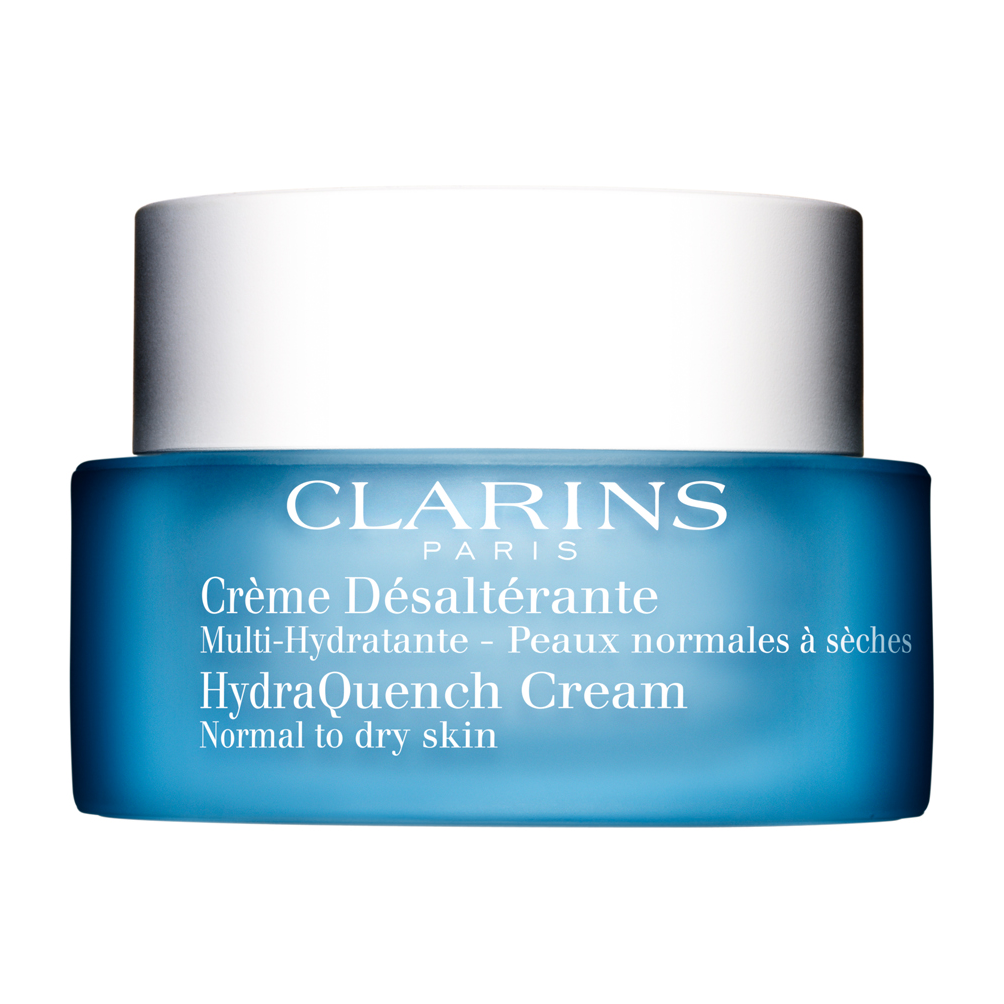 CLARINS
PARIS
Crème Désaltérante
Multi-Hydratante - Peaux normales à sèches
HydraQuench Cream
Normal to dry skin